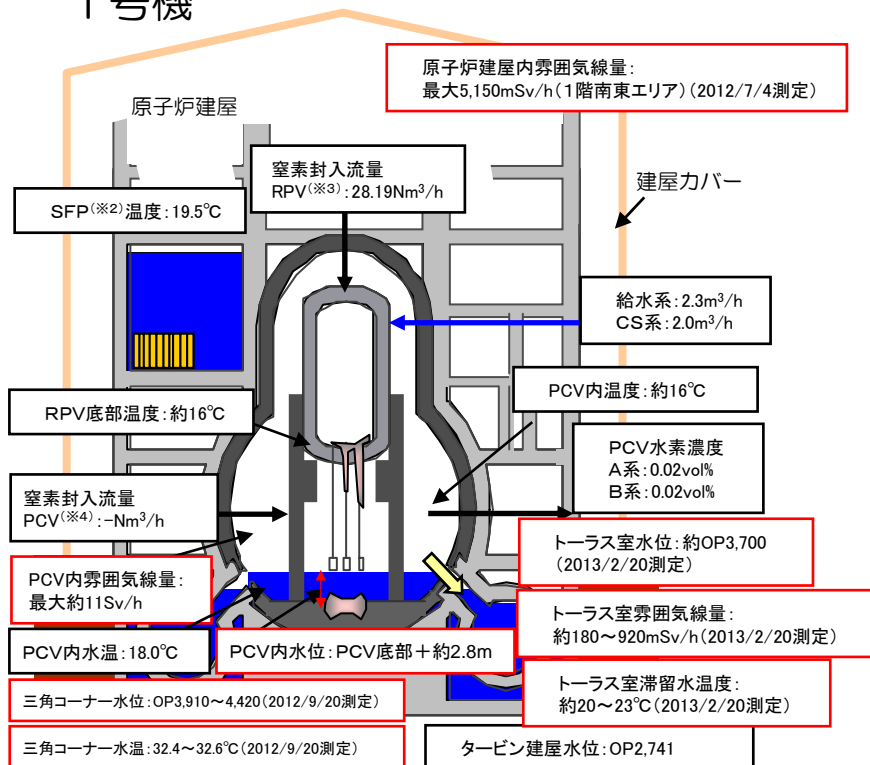 1号機
原子炉建屋内雰囲気線量：
最大5,150mSv/h（1階南東エリア）（2012/7/4測定）
原子炉建屋
窒素封入流量
RPV(※3)：28.19Nm³/h
建屋カバー
SFP(※2)温度：19.5℃
給水系：2.3m³/h
CS系：2.0m³/h
PCV内温度：約16℃
RPV底部温度：約16℃
PCV水素濃度
A系：0.02vol%
B系：0.02vol%
窒素封入流量
PCV(※4)：-Nm³/h
トーラス室水位：約OP3,700
（2013/2/20測定）
PCV内雰囲気線量：
最大約11Sv/h
トーラス室雰囲気線量：
約180～920mSv/h（2013/2/20測定）
PCV内水温：18.0℃
PCV内水位：PCV底部＋約2.8m
トーラス室滞留水温度：
約20～23℃（2013/2/20測定）
三角コーナー水位：OP3,910～4,420（2012/9/20測定）
三角コーナー水温：32.4～32.6℃（2012/9/20測定）
タービン建屋水位：OP2,741